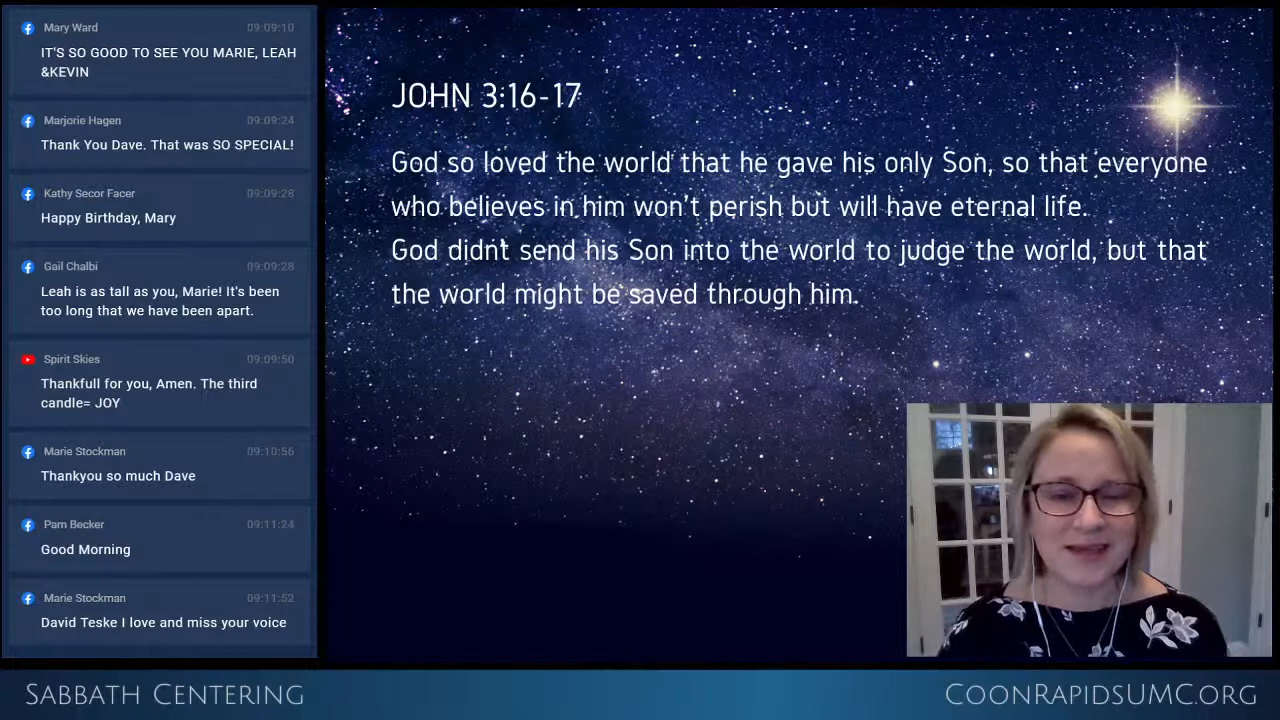 Mary Ward 09:09:10
IT'S SO GOOD TO SEE YOU MARIE, LEAH
&KEVIN
Marjorie Hagen 09:09:24
Thank You Dave. That was SO SPECIAL!
Kathy Secor Facer 09:09:28
Happy Birthday, Mary
Gail Chalbi 09:09:28
Leah is as tall as you, Marie! It's been
too long that we have been apart.
Spirit Skies 09:09:50
Thankfull for you, Amen. The third
candle= JOY
Marie Stockman 09:10:56
Thankyou so much Dave
Pam Becker 09:11:24
Good Morning
Marie Stockman 09:11:52
David Teske I love and miss your voice
JOHN 3:16-17
God so loved the world that he gave his only Son, so that everyone
who believes in him won't perish but will have eternal life.
God didn't send his Son into the world to judge the world, but that
the world might be saved through him.
SABBATH CENTERING
COONRAPIDSUMC.ORG